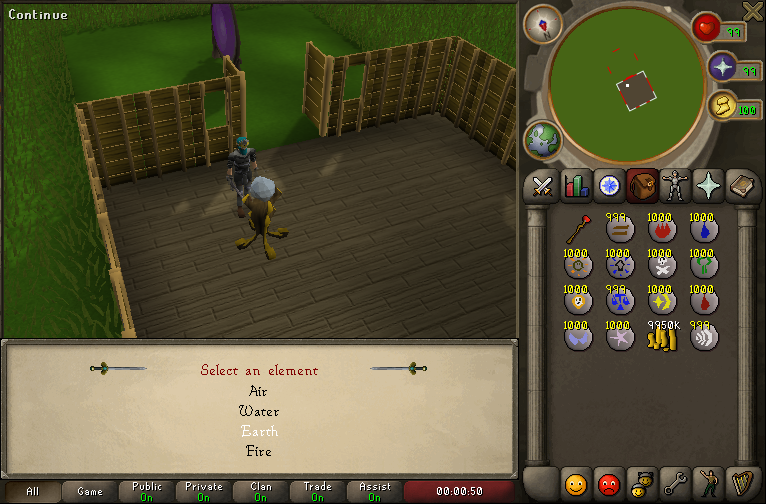 Continue
99
99
100
999 1000 1000
1000 1000 1000 1000
1000 999 1000 1000
1000 1000 9950K 999
Select an element
Air
Water
Earth
Fire
All Game Public Private Clan Trade Assist 00:00:50
On On On On On